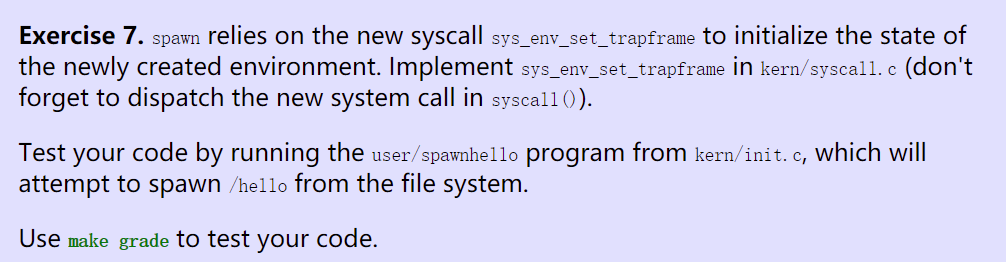 Exercise 7. spawn relies on the new syscall sys_env_set_trapframe to initialize the state of
the newly created environment. Implement sys_env_set_trapframe in kern/syscall.c (don't
forget to dispatch the new system call in syscall()).
Test your code by running the user/spawnhello program from kern/init.c, which will
attempt to spawn /hello from the file system.
Use make grade to test your code.